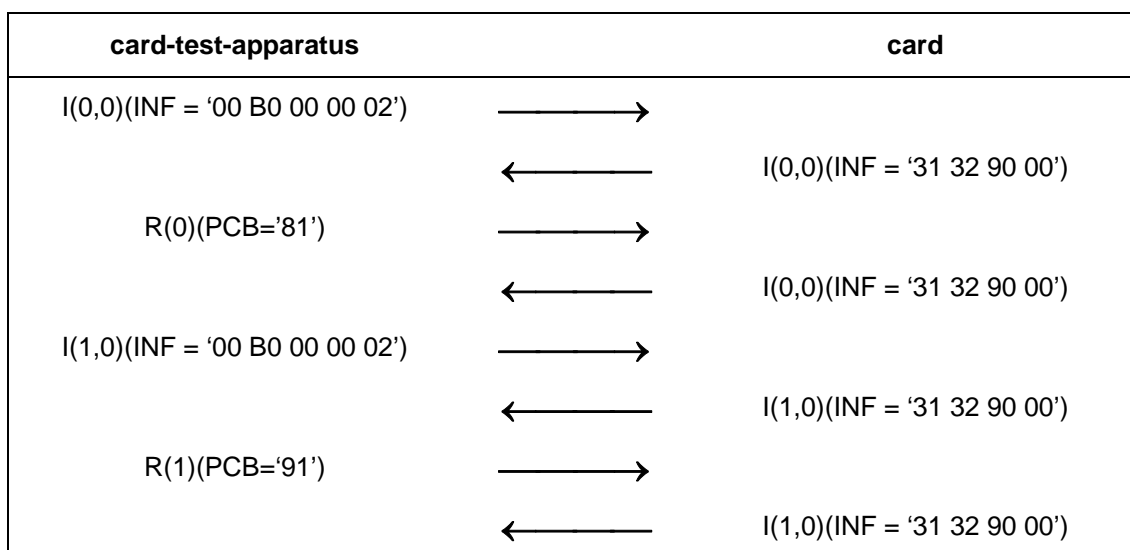 card-test-apparatus card
I(0,0)(INF = ‘00 B0 00 00 02’)
I(0,0)(INF = ‘31 32 90 00’)
R(0)(PCB=’81’)
I(0,0)(INF = ‘31 32 90 00’)
I(1,0)(INF = ‘00 B0 00 00 02’)
I(1,0)(INF = ‘31 32 90 00’)
R(1)(PCB=‘91’)
I(1,0)(INF = ‘31 32 90 00’)